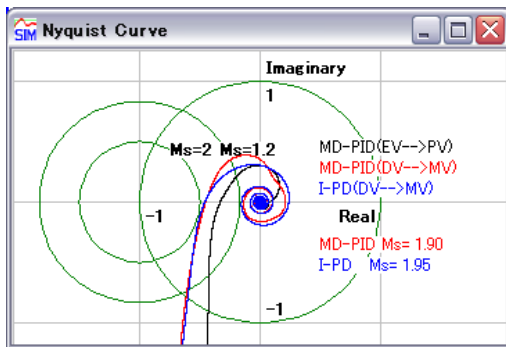 SIM Nyquist Curve
Imaginary
1
Ms=2 Ms=1.2
MD-PID(EV-->PV)
MD-PID(DV-->MV)
I-PD(DV-->MV)
-1
Real
MD-PID Ms= 1.90
I-PD Ms= 1.95
-1